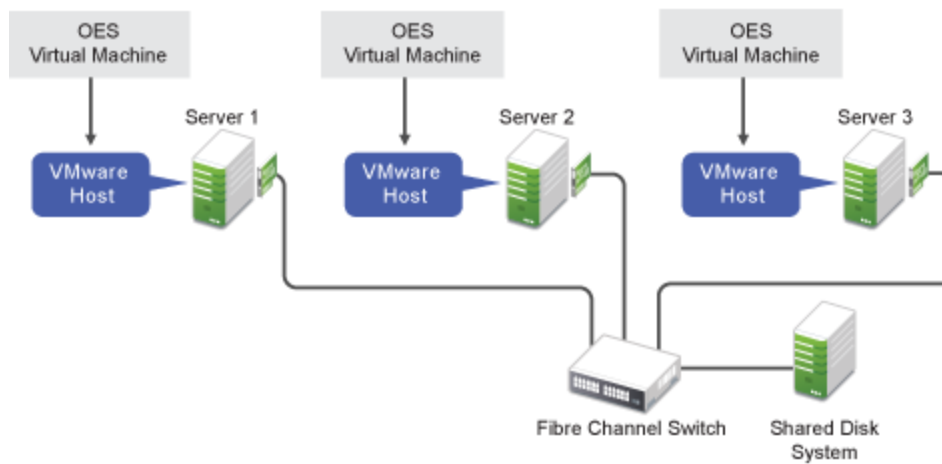 OES
Virtual Machine
OES
Virtual Machine
OES
Virtual Machine
Server 1
Server 2
Server 3
VMware
Host
VMware
Host
VMware
Host
Fibre Channel Switch
Shared Disk
System